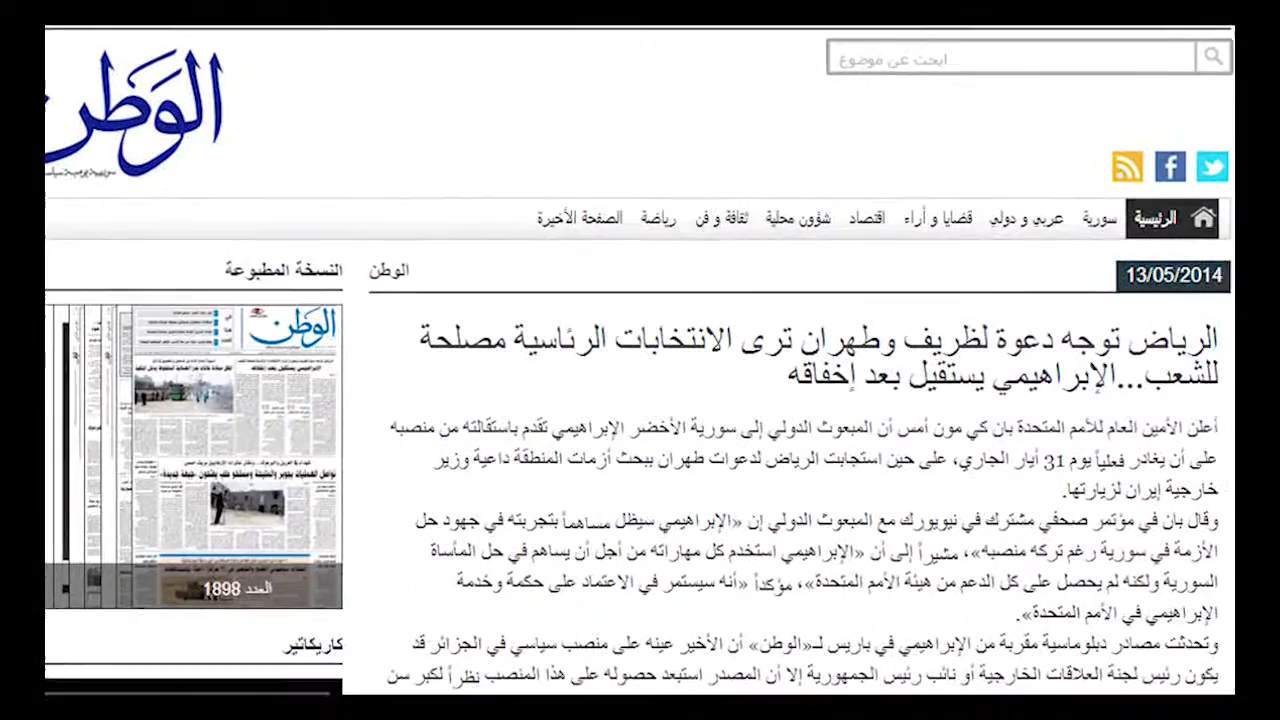 ابحث عن موضوع...
الوطن
الرئيسية سورية عربي و دولي قضايا و أراء اقتصاد شؤون محلية ثقافة و فن رياضة الصفحة الأخيرة
13/05/2014
الوطن
الرياض توجه دعوة لظريف وطهران ترى الانتخابات الرئاسية مصلحة
للشعب...الإبراهيمي يستقيل بعد إخفاقه
أعلن الأمين العام للأمم المتحدة بان كي مون أمس أن المبعوث الدولي إلى سورية الأخضر الإبراهيمي تقدم باستقالته من منصبه
على أن يغادر فعلياً يوم 31 أيار الجاري، على حين استجابت الرياض لدعوات طهران ببحث أزمات المنطقة داعية وزير
خارجية إيران لزيارتها.
وقال بان في مؤتمر صحفي مشترك في نيويورك مع المبعوث الدولي إن «الإبراهيمي سيظل مساهماً بتجربته في جهود حل
الأزمة في سورية رغم تركه منصبه»، مشيراً إلى أن «الإبراهيمي استخدم كل مهاراته من أجل أن يساهم في حل المأساة
السورية ولكنه لم يحصل على كل الدعم من هيئة الأمم المتحدة»، مؤكداً «أنه سيستمر في الاعتماد على حكمة وخدمة
الإبراهيمي في الأمم المتحدة».
وتحدثت مصادر دبلوماسية مقربة من الإبراهيمي في باريس لـ«الوطن» أن الأخير عينه على منصب سياسي في الجزائر قد
يكون رئيس لجنة العلاقات الخارجية أو نائب رئيس الجمهورية إلا أن المصدر استبعد حصوله على هذا المنصب نظراً لكبر سن
النسخة المطبوعة
الوطن
الإبراهيمي يستقيل بعد إخفاقه
العدد 1898
كاريكاتير